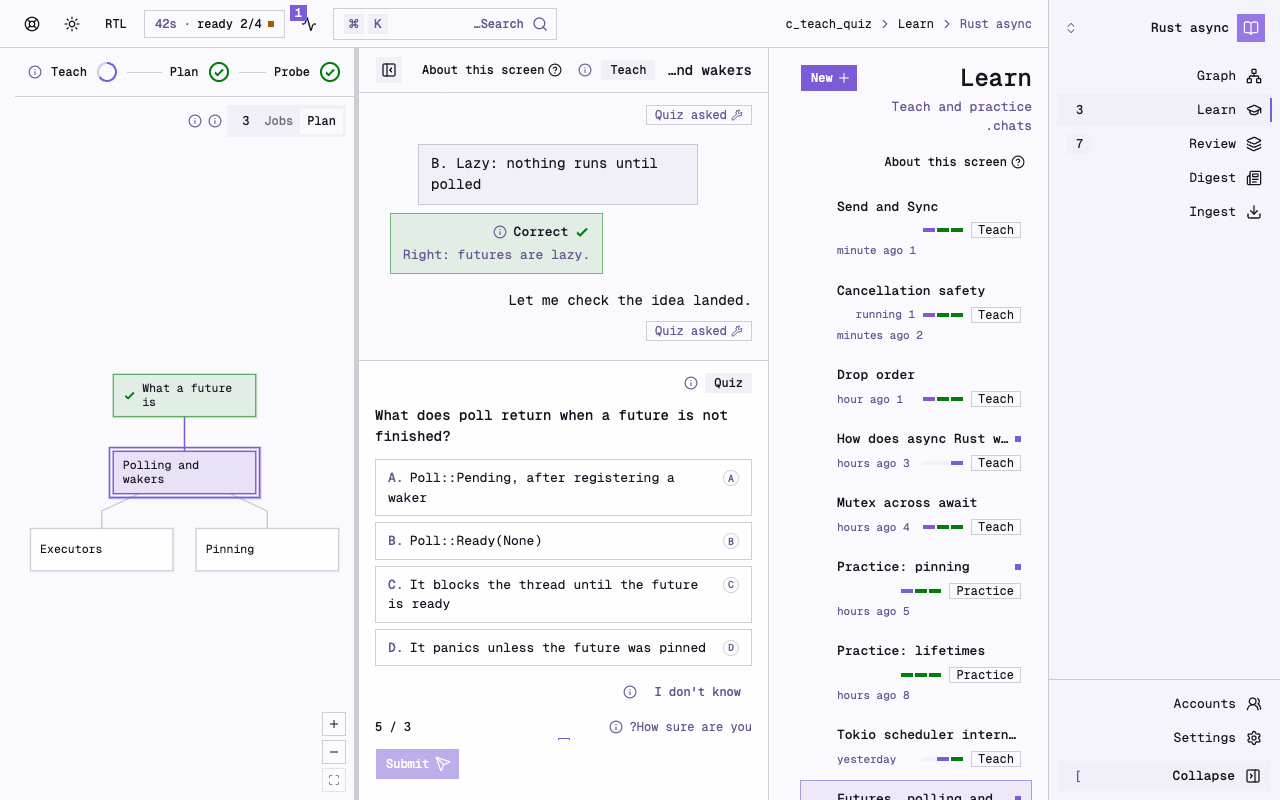 Rust async
Graph
Learn 3
Review 7
Digest
Ingest
Accounts
Settings
Collapse [
c_teach_quiz > Learn > Rust async
Search…
⌘ K
1
42s · ready 2/4
RTL
Learn
New
Teach and practice
chats.
About this screen
Send and Sync
Teach
minute ago 1
Cancellation safety
Teach
running 1
minutes ago 2
Drop order
Teach
hour ago 1
How does async Rust w…
Teach
hours ago 3
Mutex across await
Teach
hours ago 4
Practice: pinning
Practice
hours ago 5
Practice: lifetimes
Practice
hours ago 8
Tokio scheduler intern…
Teach
yesterday
…nd wakers
Teach
About this screen
Quiz asked
B. Lazy: nothing runs until
polled
Correct
Right: futures are lazy.
Let me check the idea landed.
Quiz asked
Quiz
What does poll return when a future is not
finished?
A. Poll::Pending, after registering a
waker
A
B. Poll::Ready(None)
B
C. It blocks the thread until the future
is ready
C
D. It panics unless the future was pinned
D
I don't know
?How sure are you
5 / 3
Submit
Probe
Plan
Teach
Plan
Jobs 3
What a future
is
Polling and
wakers
Executors
Pinning